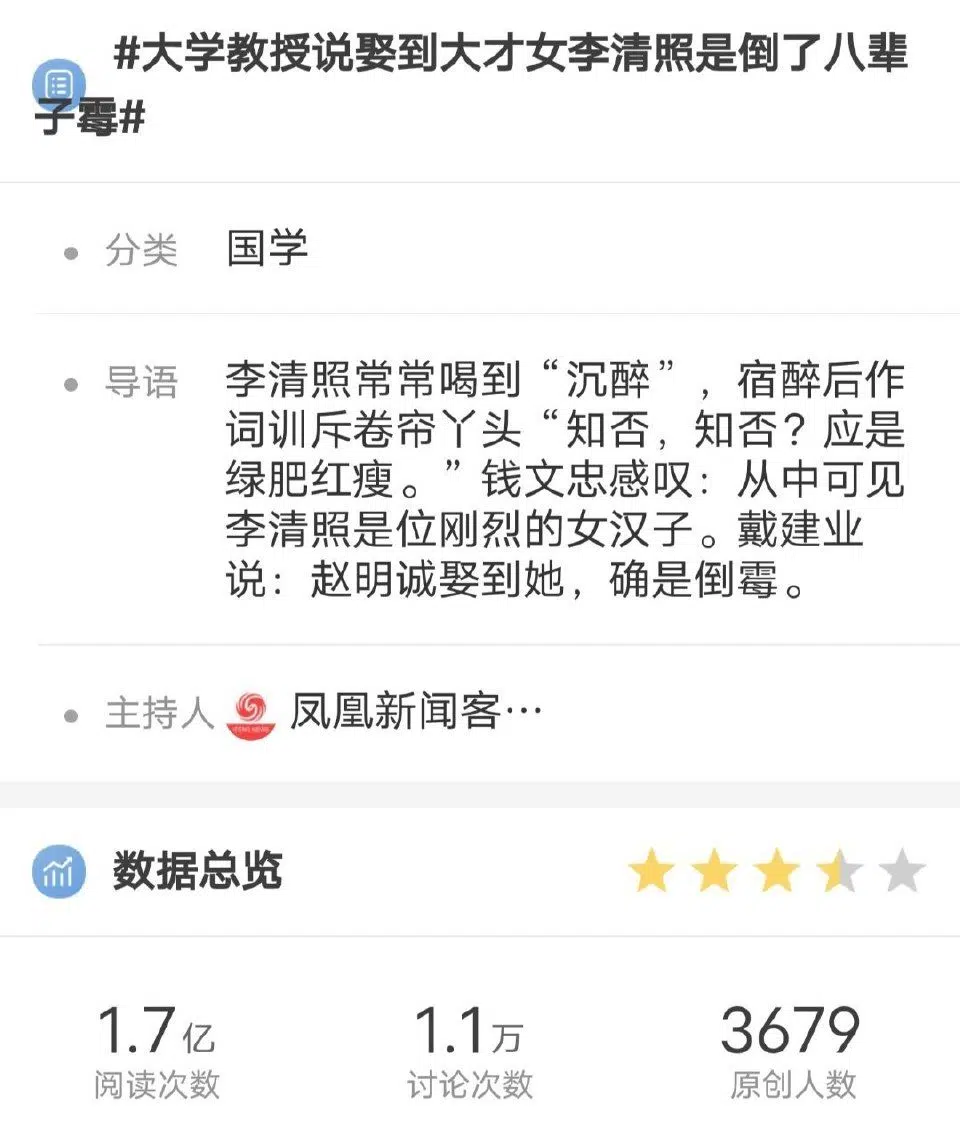 #大学教授说娶到大才女李清照是倒了八辈
子霉#
分类 国学
导语 李清照常常喝到“沉醉”，宿醉后作
词训斥卷帘丫头“知否，知否？应是
绿肥红瘦。”钱文忠感叹：从中可见
李清照是位刚烈的女汉子。戴建业
说：赵明诚娶到她，确是倒霉。
主持人 凤凰新闻客…
数据总览
1.7亿 1.1万 3679
阅读次数 讨论次数 原创人数